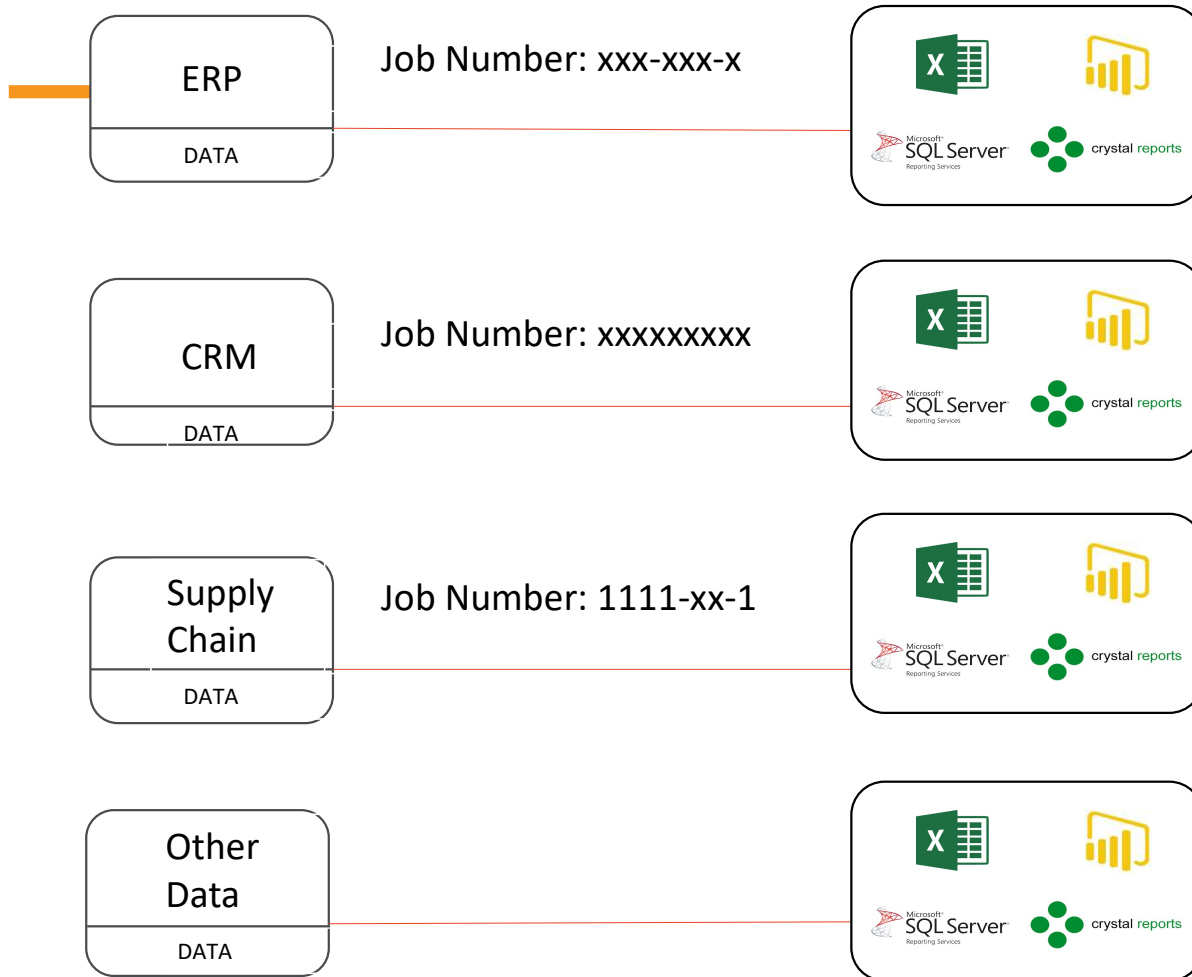 ERP
DATA
Job Number: xxx-xxx-x
X
Microsoft®
SQL Server®
Reporting Services
crystal reports
CRM
DATA
Job Number: xxxxxxxxx
X
Microsoft®
SQL Server®
Reporting Services
crystal reports
Supply
Chain
DATA
Job Number: 1111-xx-1
X
Microsoft®
SQL Server®
Reporting Services
crystal reports
Other
Data
DATA
X
Microsoft®
SQL Server®
Reporting Services
crystal reports